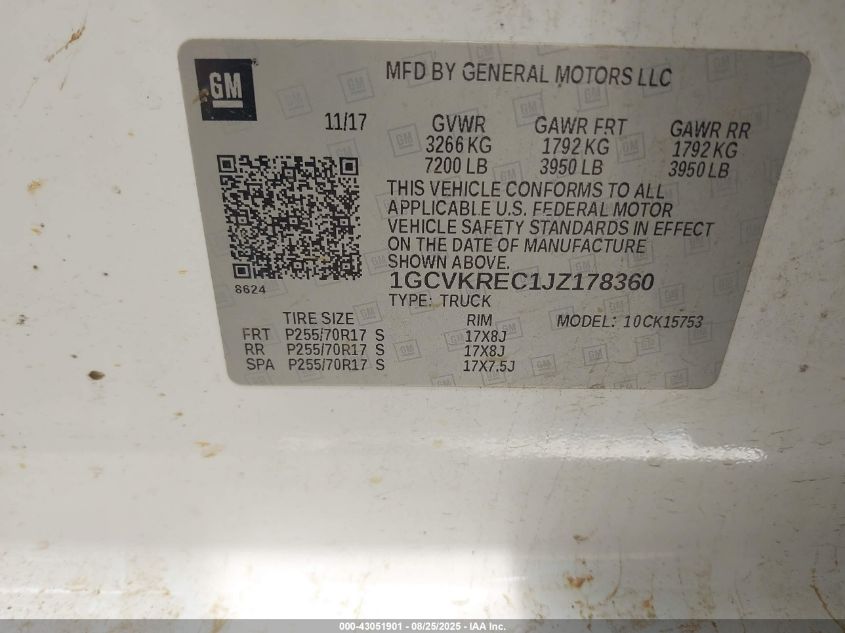 GM
MFD BY GENERAL MOTORS LLC
11/17 GVWR GAWR FRT GAWR RR
3266 KG 1792 KG 1792 KG
7200 LB 3950 LB 3950 LB
THIS VEHICLE CONFORMS TO ALL
APPLICABLE U.S. FEDERAL MOTOR
VEHICLE SAFETY STANDARDS IN EFFECT
ON THE DATE OF MANUFACTURE
SHOWN ABOVE.
8624
1GCVKREC1JZ178360
TYPE: TRUCK
TIRE SIZE RIM MODEL: 10CK15753
FRT P255/70R17 S 17X8J
RR P255/70R17 S 17X8J
SPA P255/70R17 S 17X7.5J
000-43051901 - 08/25/2025 - IAA Inc.